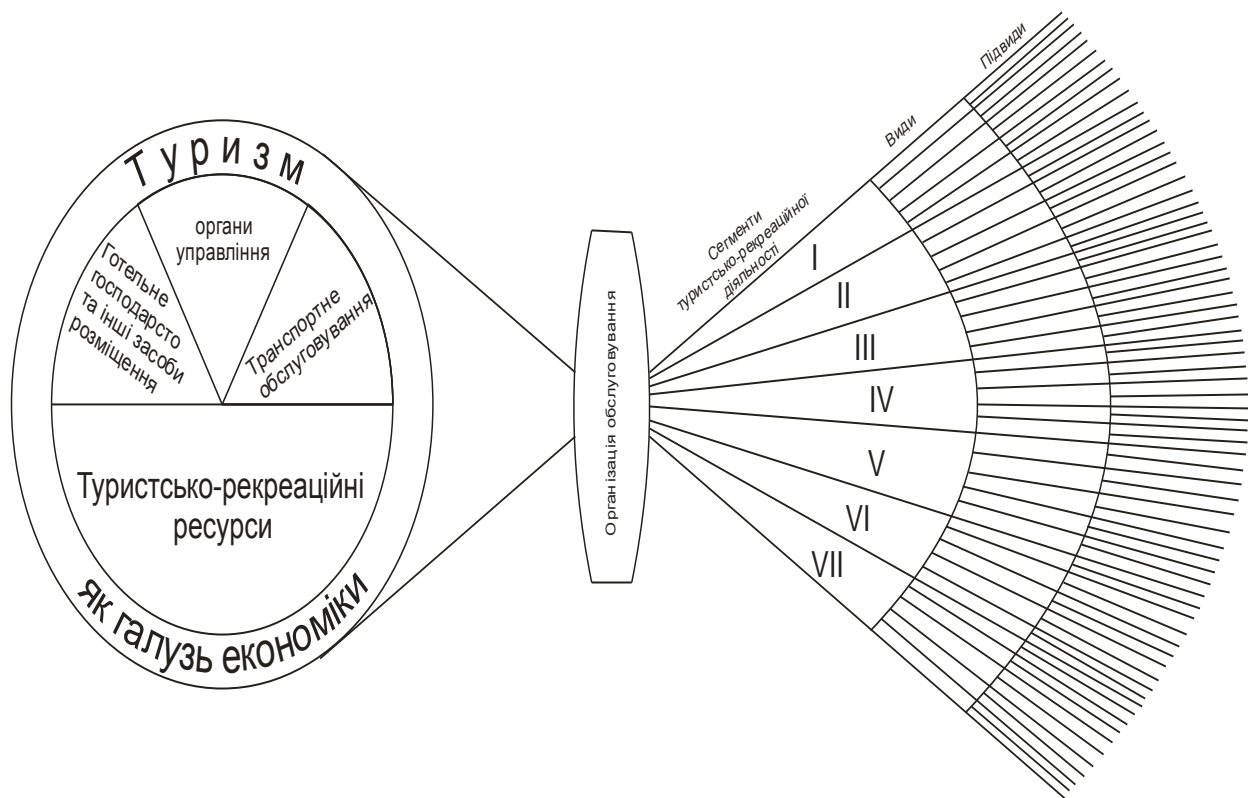 Туризм
органи
управління
Готельне
господарсто
та інші засоби
розміщення
Транспортне
обслуговування
Туристсько-рекреаційні
ресурси
як галузь економіки
Організація обслуговування
Сегменти
туристсько-рекреаційної
діяльності
Види
Підвиди
I
II
III
IV
V
VI
VII